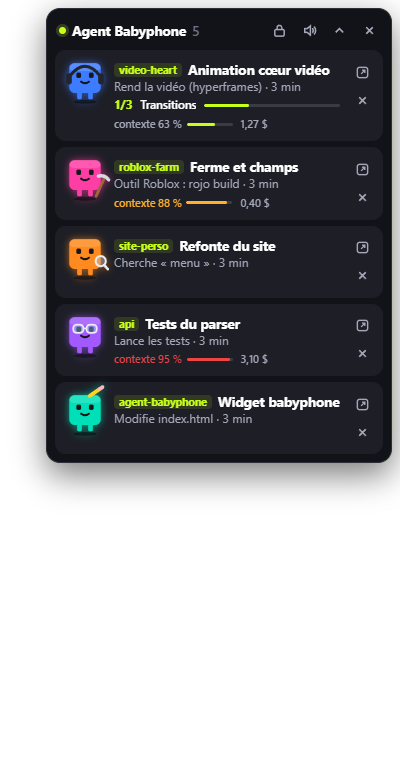 Agent Babyphone 5
video-heart Animation cœur vidéo
Rend la vidéo (hyperframes) · 3 min
1/3 Transitions
contexte 63 % 1,27 $
roblox-farm Ferme et champs
Outil Roblox : rojo build · 3 min
contexte 88 % 0,40 $
site-perso Refonte du site
Cherche « menu » · 3 min
api Tests du parser
Lance les tests · 3 min
contexte 95 % 3,10 $
agent-babyphone Widget babyphone
Modifie index.html · 3 min